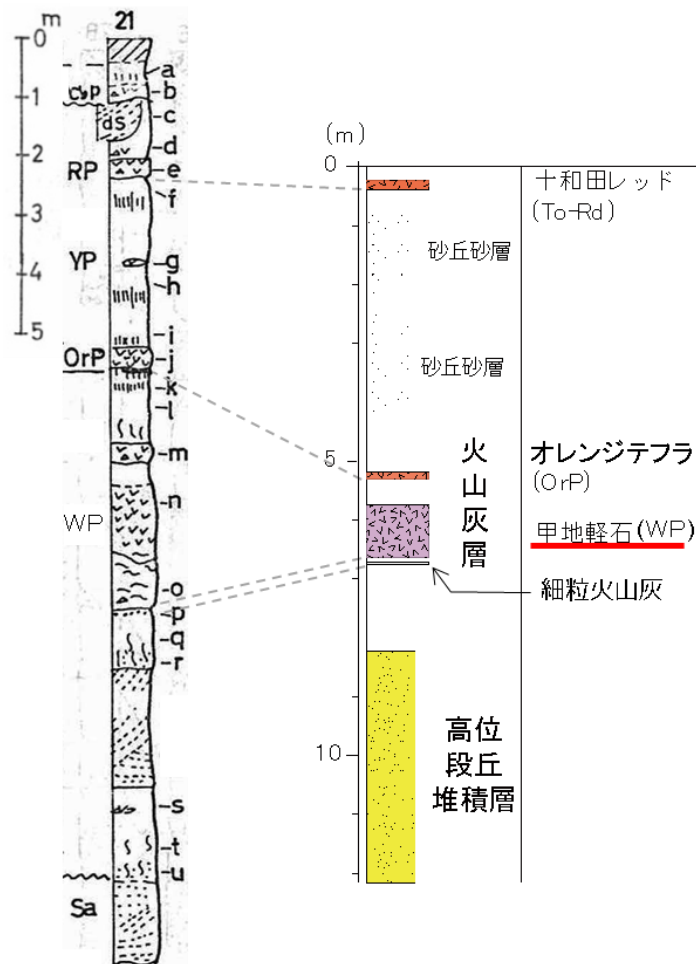 m
21
0
1
2
3
4
5
cbp
dS
RP
YP
OrP
WP
Sa
a
b
c
d
e
f
g
h
i
j
k
l
m
n
o
p
q
r
s
t
u
(m)
0
5
10
十和田レッド
(To-Rd)
砂丘砂層
砂丘砂層
火山灰層
オレンジテフラ
(OrP)
甲地軽石(WP)
細粒火山灰
高位
段丘
堆積層